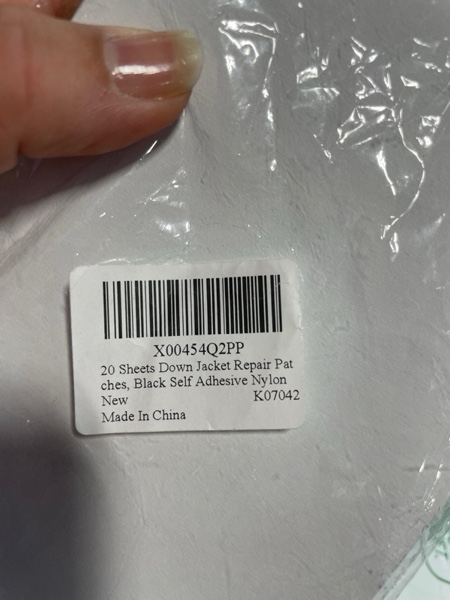 X00454Q2PP
20 Sheets Down Jacket Repair Pat
ches, Black Self Adhesive Nylon
New K07042
Made In China